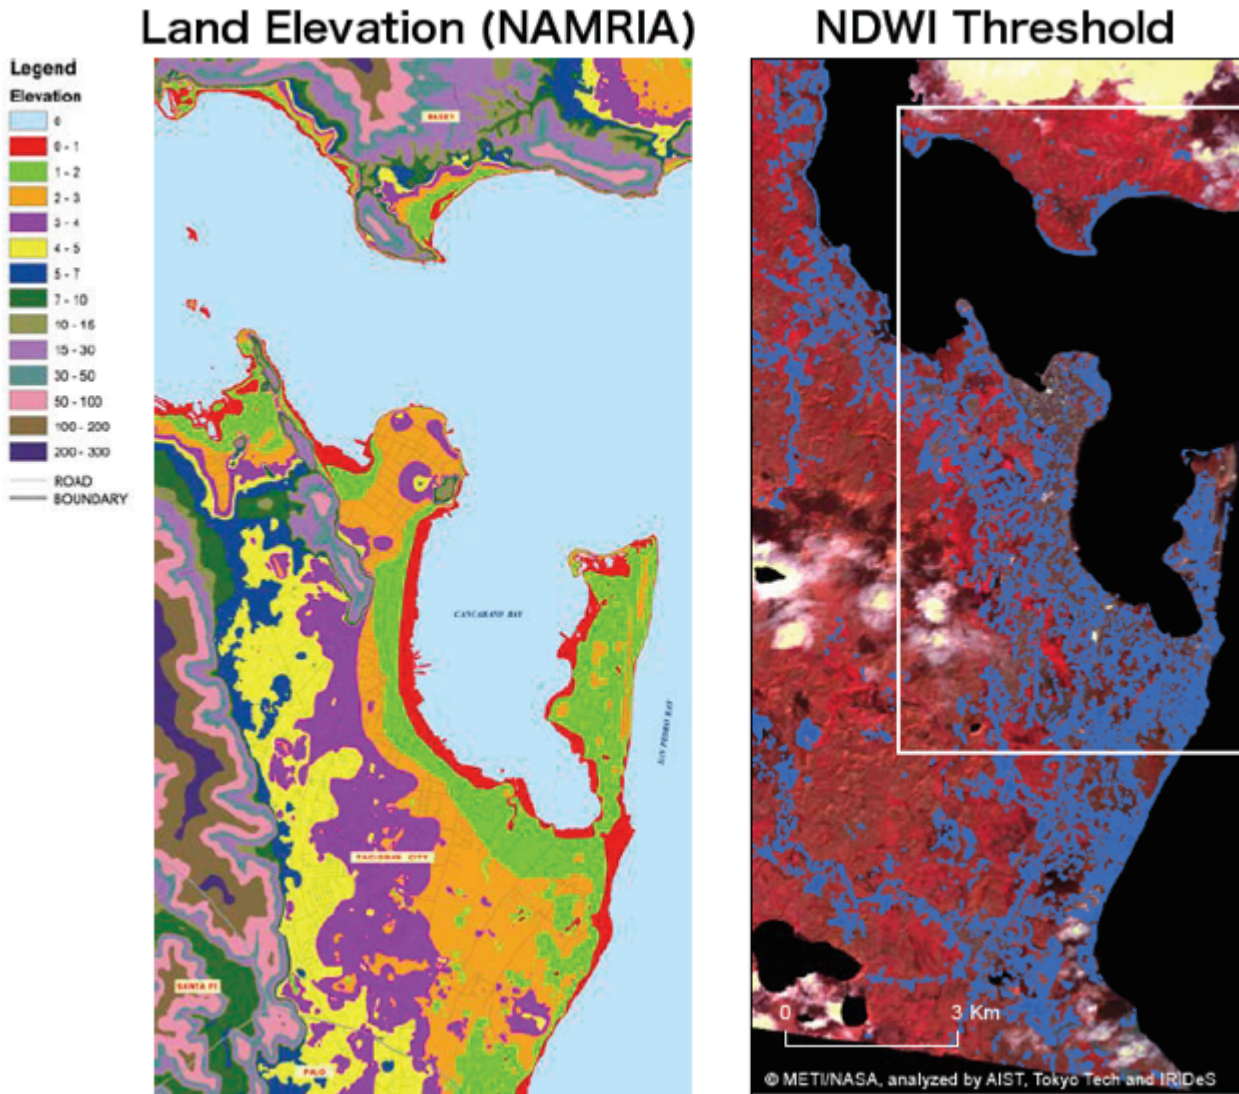 Land Elevation (NAMRIA)
NDWI Threshold
Legend
Elevation
0
0 - 1
1 - 2
2 - 3
3 - 4
4 - 5
5 - 7
7 - 10
10 - 15
15 - 30
30 - 50
50 - 100
100 - 200
200 - 300
ROAD
BOUNDARY
BASEY
CANCABATO BAY
SAN PEDRO BAY
TACLOBAN CITY
SANTA FE
PALO
0 3 Km
© METI/NASA, analyzed by AIST, Tokyo Tech and IRIDeS